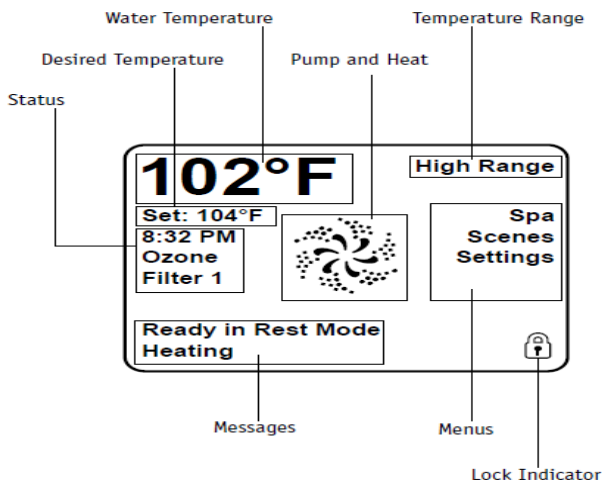 Water Temperature
Temperature Range
Desired Temperature
Pump and Heat
Status
102°F
High Range
Set: 104°F
8:32 PM
Ozone
Filter 1
Spa
Scenes
Settings
Ready in Rest Mode
Heating
Messages
Menus
Lock Indicator